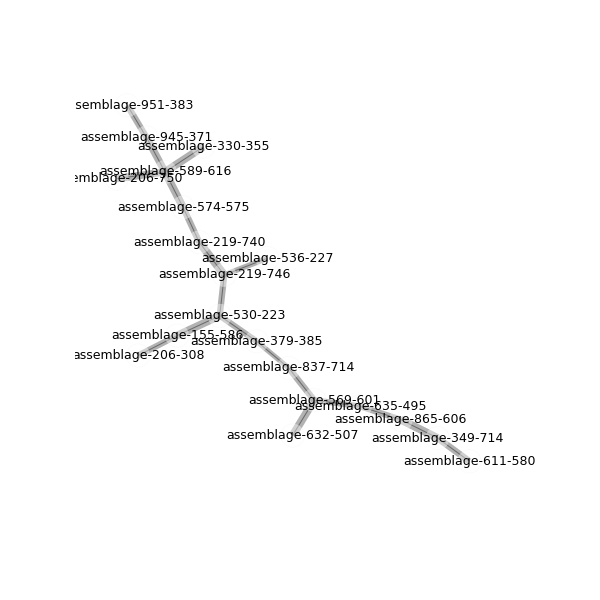 semblage-951-383
assemblage-945-371
assemblage-330-355
assemblage-589-616
emblage-206-750
assemblage-574-575
assemblage-219-740
assemblage-536-227
assemblage-219-746
assemblage-530-223
assemblage-155-586
assemblage-379-385
assemblage-206-308
assemblage-837-714
assemblage-569-601
assemblage-635-495
assemblage-865-606
assemblage-632-507
assemblage-349-714
assemblage-611-580